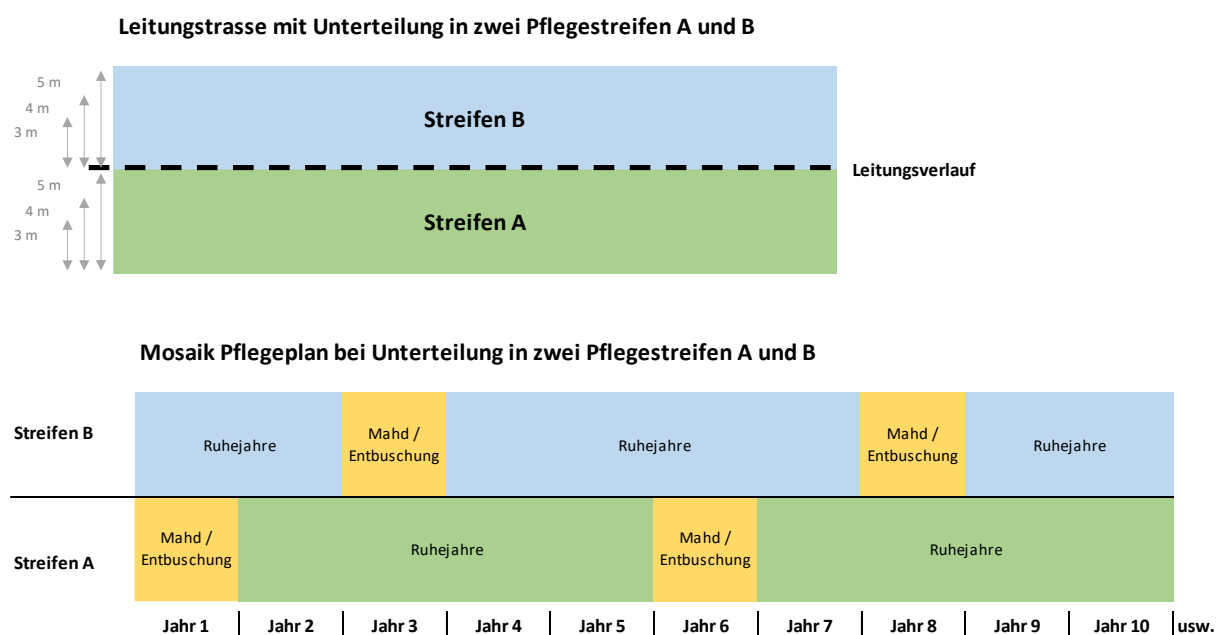 Leitungstrasse mit Unterteilung in zwei Pflegestreifen A und B
5 m
4 m
3 m
Streifen B
Leitungsverlauf
5 m
4 m
3 m
Streifen A
Mosaik Pflegeplan bei Unterteilung in zwei Pflegestreifen A und B
Streifen B
Ruhejahre
Mahd /
Entbuschung
Ruhejahre
Mahd /
Entbuschung
Ruhejahre
Streifen A
Mahd /
Entbuschung
Ruhejahre
Mahd /
Entbuschung
Ruhejahre
Jahr 1 Jahr 2 Jahr 3 Jahr 4 Jahr 5 Jahr 6 Jahr 7 Jahr 8 Jahr 9 Jahr 10 usw.